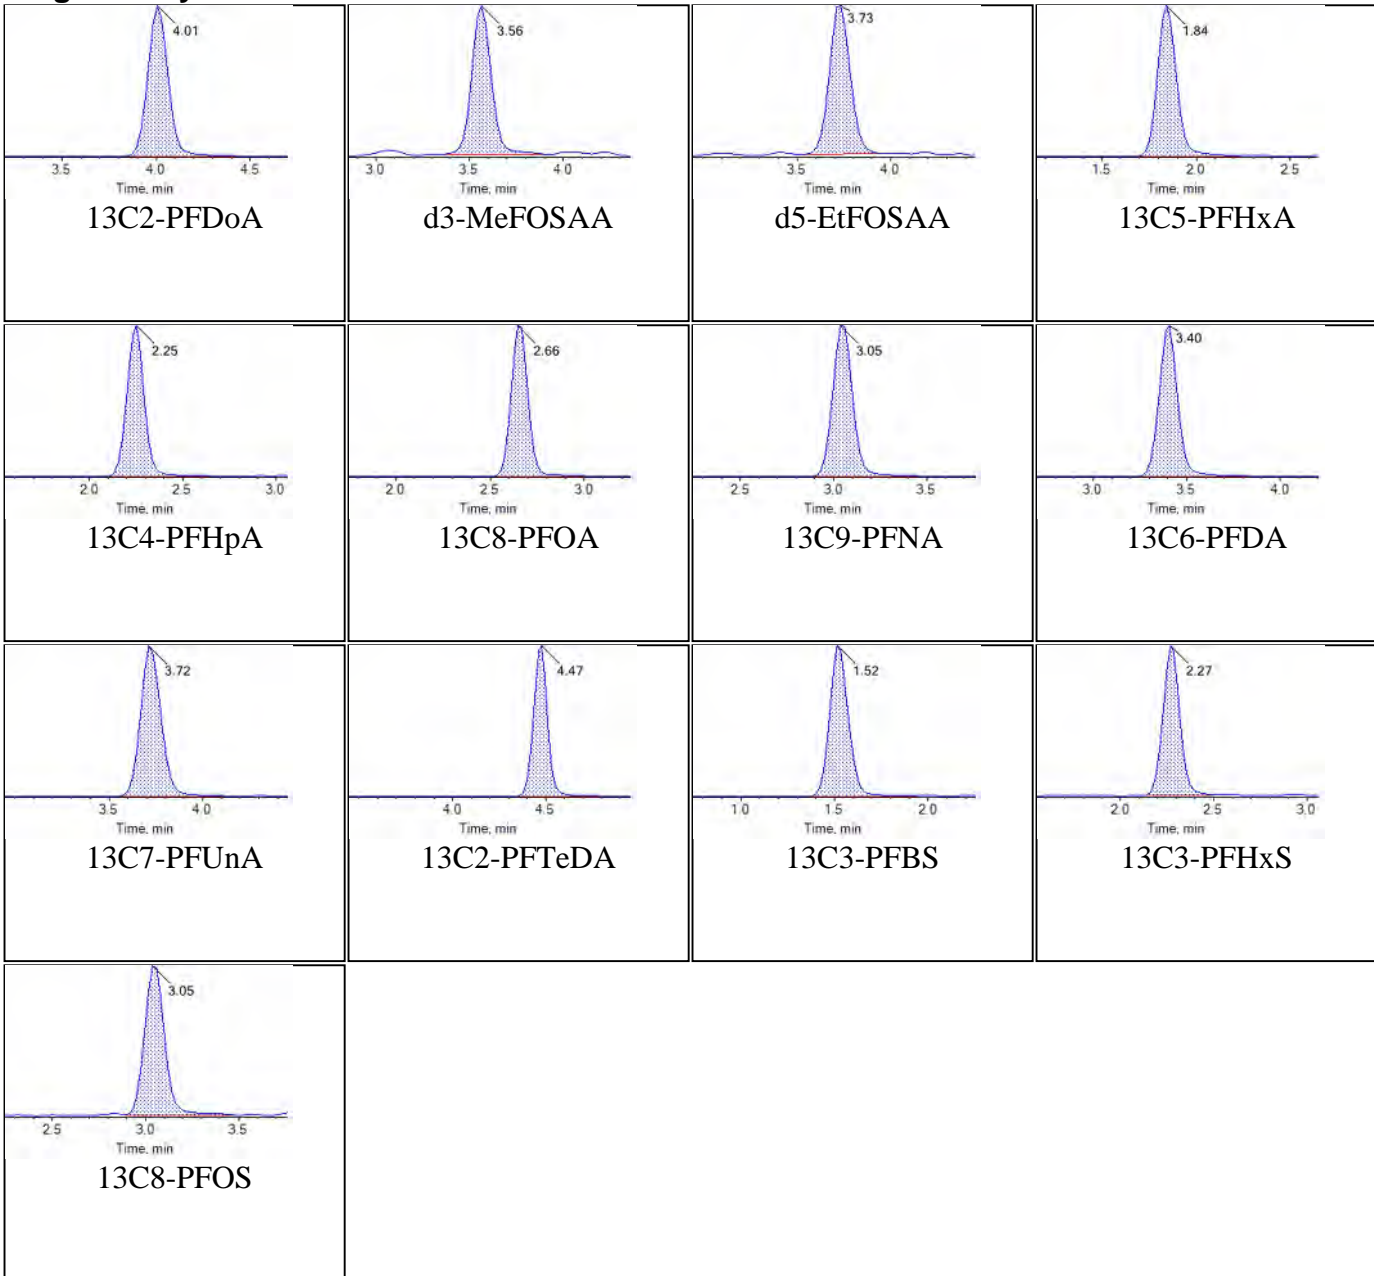 4.01
3.5 4.0 4.5
Time, min
13C2-PFDoA
3.56
3.0 3.5 4.0
Time, min
d3-MeFOSAA
3.73
3.5 4.0
Time, min
d5-EtFOSAA
1.84
1.5 2.0 2.5
Time, min
13C5-PFHxA
2.25
2.0 2.5 3.0
Time, min
13C4-PFHpA
2.66
2.0 2.5 3.0
Time, min
13C8-PFOA
3.05
2.5 3.0 3.5
Time, min
13C9-PFNA
3.40
3.0 3.5 4.0
Time, min
13C6-PFDA
3.72
3.5 4.0
Time, min
13C7-PFUnA
4.47
4.0 4.5
Time, min
13C2-PFTeDA
1.52
1.0 1.5 2.0
Time, min
13C3-PFBS
2.27
2.0 2.5 3.0
Time, min
13C3-PFHxS
3.05
2.5 3.0 3.5
Time, min
13C8-PFOS